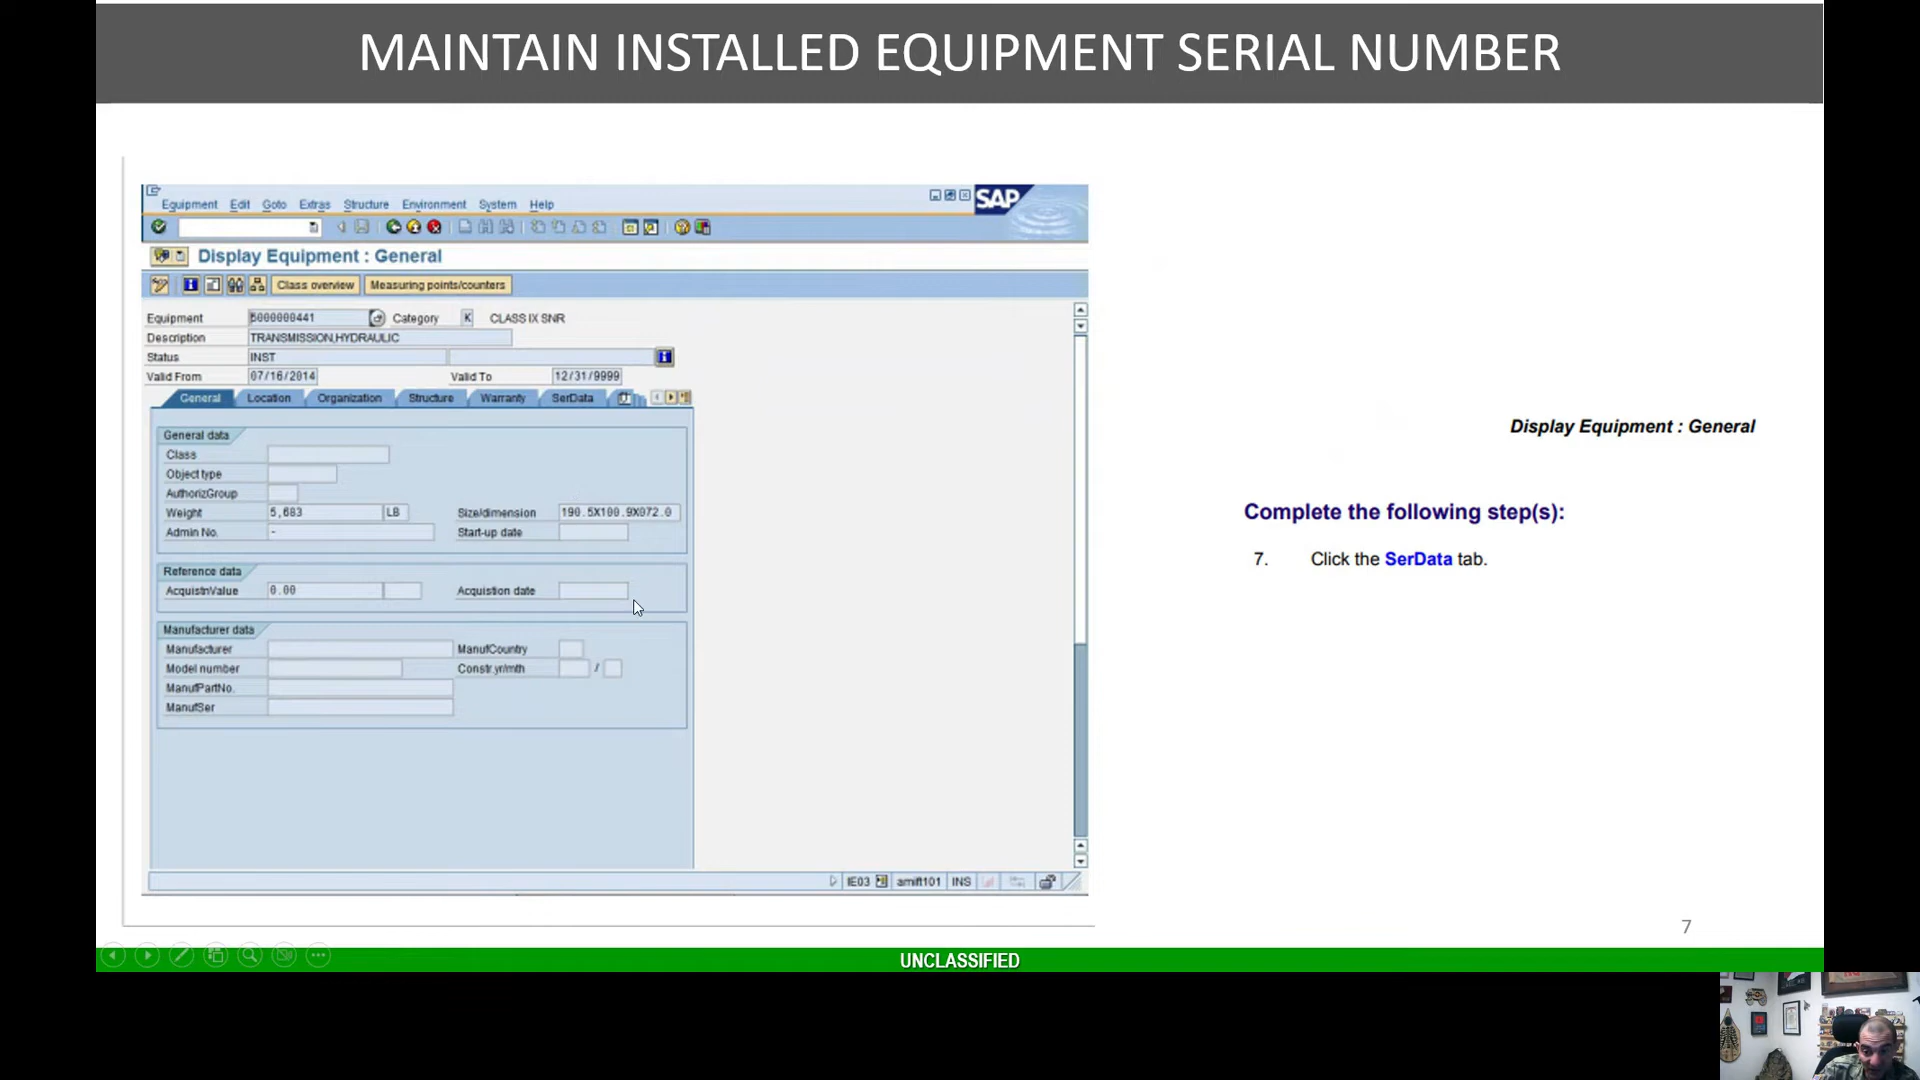 MAINTAIN INSTALLED EQUIPMENT SERIAL NUMBER
Equipment Edit Goto Extras Structure Environment System Help
SAP
Display Equipment : General
Class overview Measuring points/counters
Equipment 5000000441 Category K CLASS IX SNR
Description TRANSMISSION,HYDRAULIC
Status INST
Valid From 07/16/2014 Valid To 12/31/9999
General Location Organization Structure Warranty SerData
General data
Class
Object type
AuthorizGroup
Weight 5,683 LB Size/dimension 190.5X100.9X072.0
Admin No. - Start-up date
Reference data
AcquistnValue 0.00 Acquistion date
Manufacturer data
Manufacturer ManufCountry
Model number Constr.yr/mth /
ManufPartNo.
ManufSer
IE03 amift101 INS
Display Equipment : General
Complete the following step(s):
7. Click the SerData tab.
7
UNCLASSIFIED